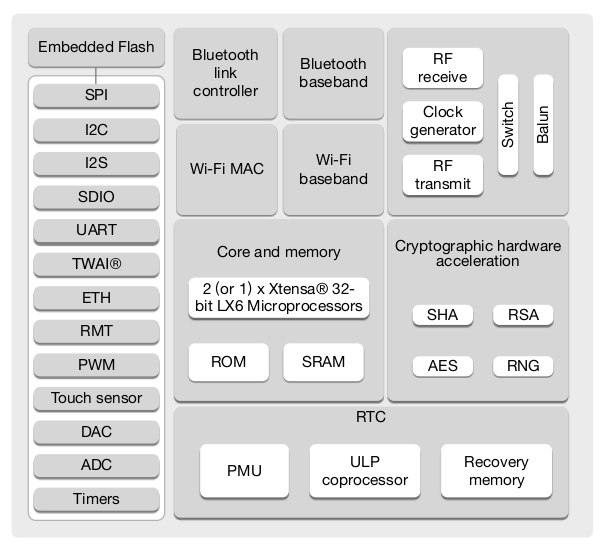 Embedded Flash
SPI
I2C
I2S
SDIO
UART
TWAI®
ETH
RMT
PWM
Touch sensor
DAC
ADC
Timers
Bluetooth
link
controller
Bluetooth
baseband
Wi-Fi MAC
Wi-Fi
baseband
RF
receive
Clock
generator
RF
transmit
Switch
Balun
Core and memory
2 (or 1) x Xtensa® 32-
bit LX6 Microprocessors
ROM
SRAM
Cryptographic hardware
acceleration
SHA
RSA
AES
RNG
RTC
PMU
ULP
coprocessor
Recovery
memory